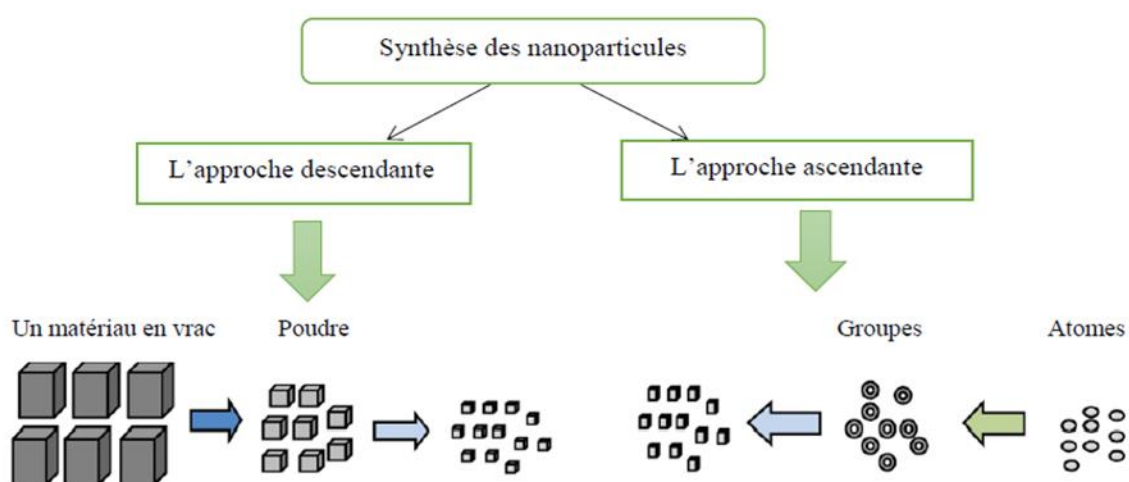 Synthèse des nanoparticules
L'approche descendante
L'approche ascendante
Un matériau en vrac
Poudre
Groupes
Atomes